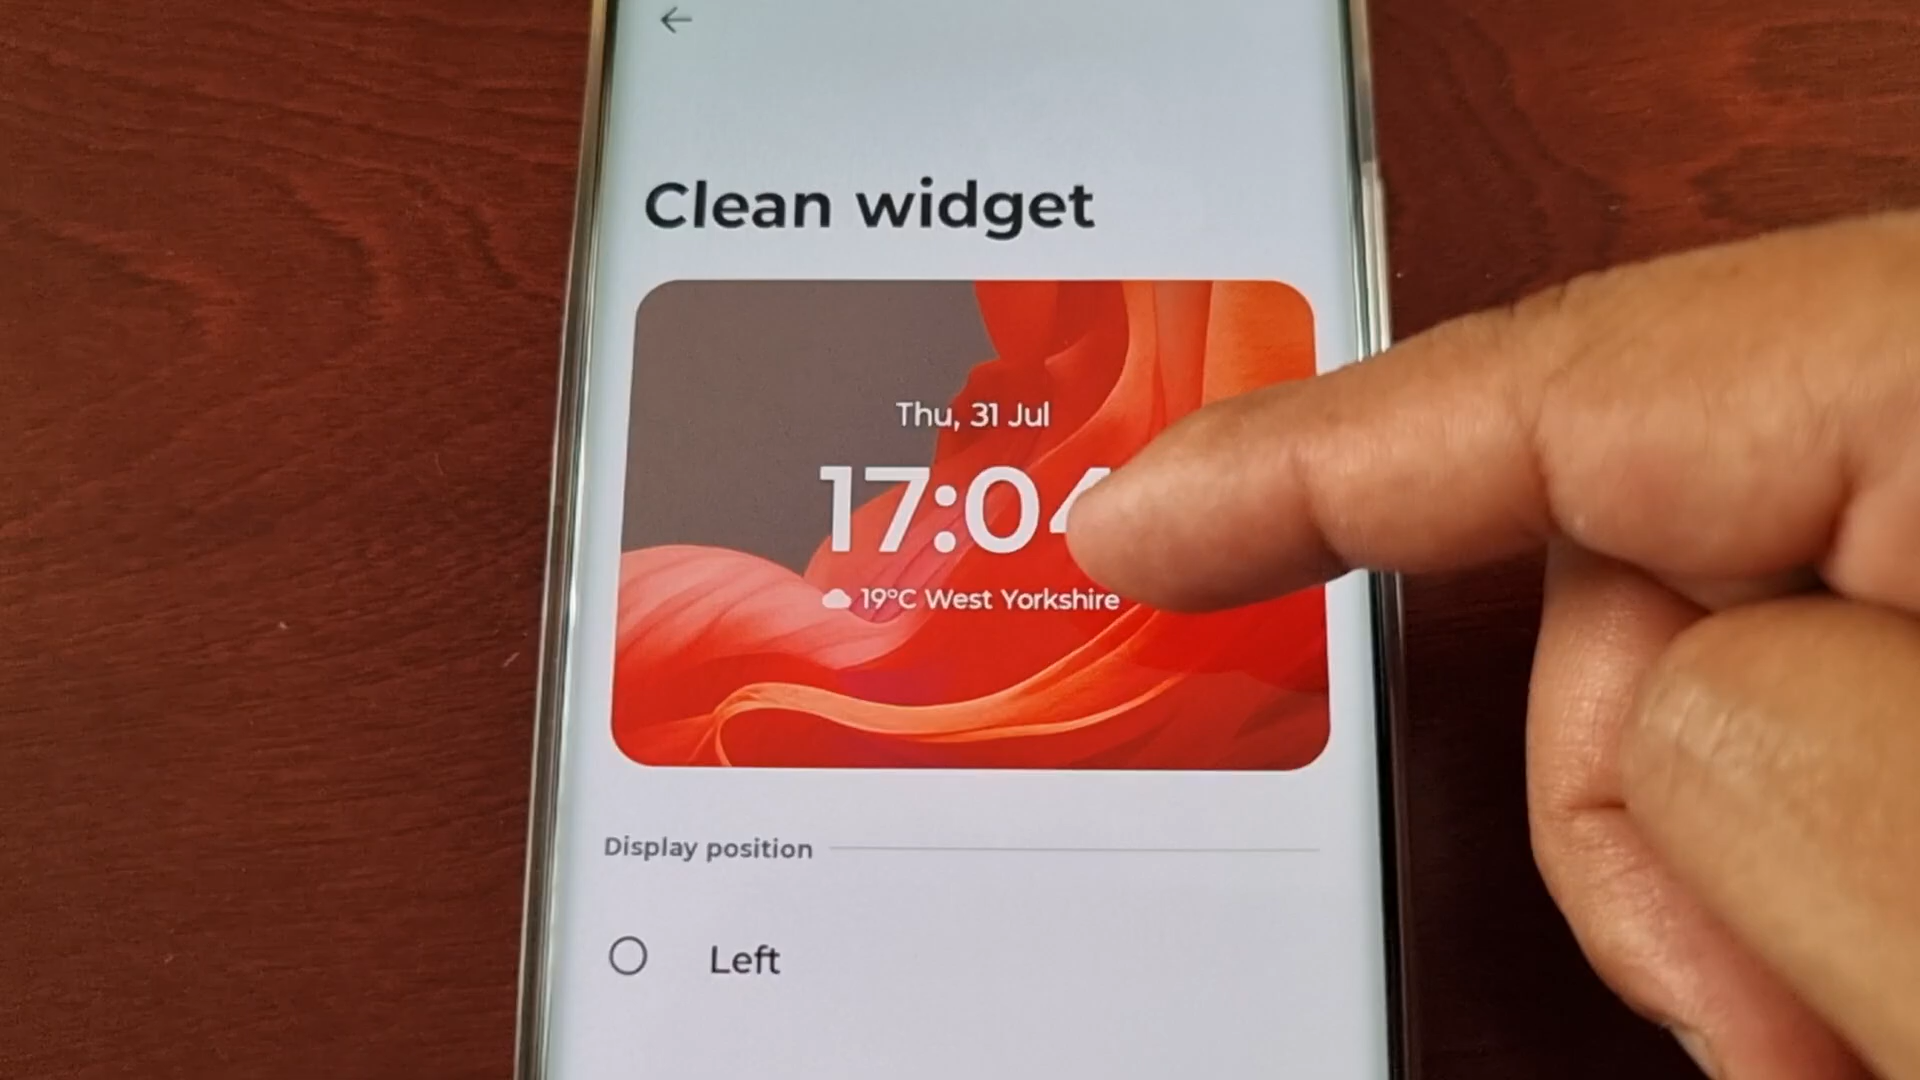 Clean widget
Thu, 31 Jul
17:04
19°C West Yorkshire
Display position
Left